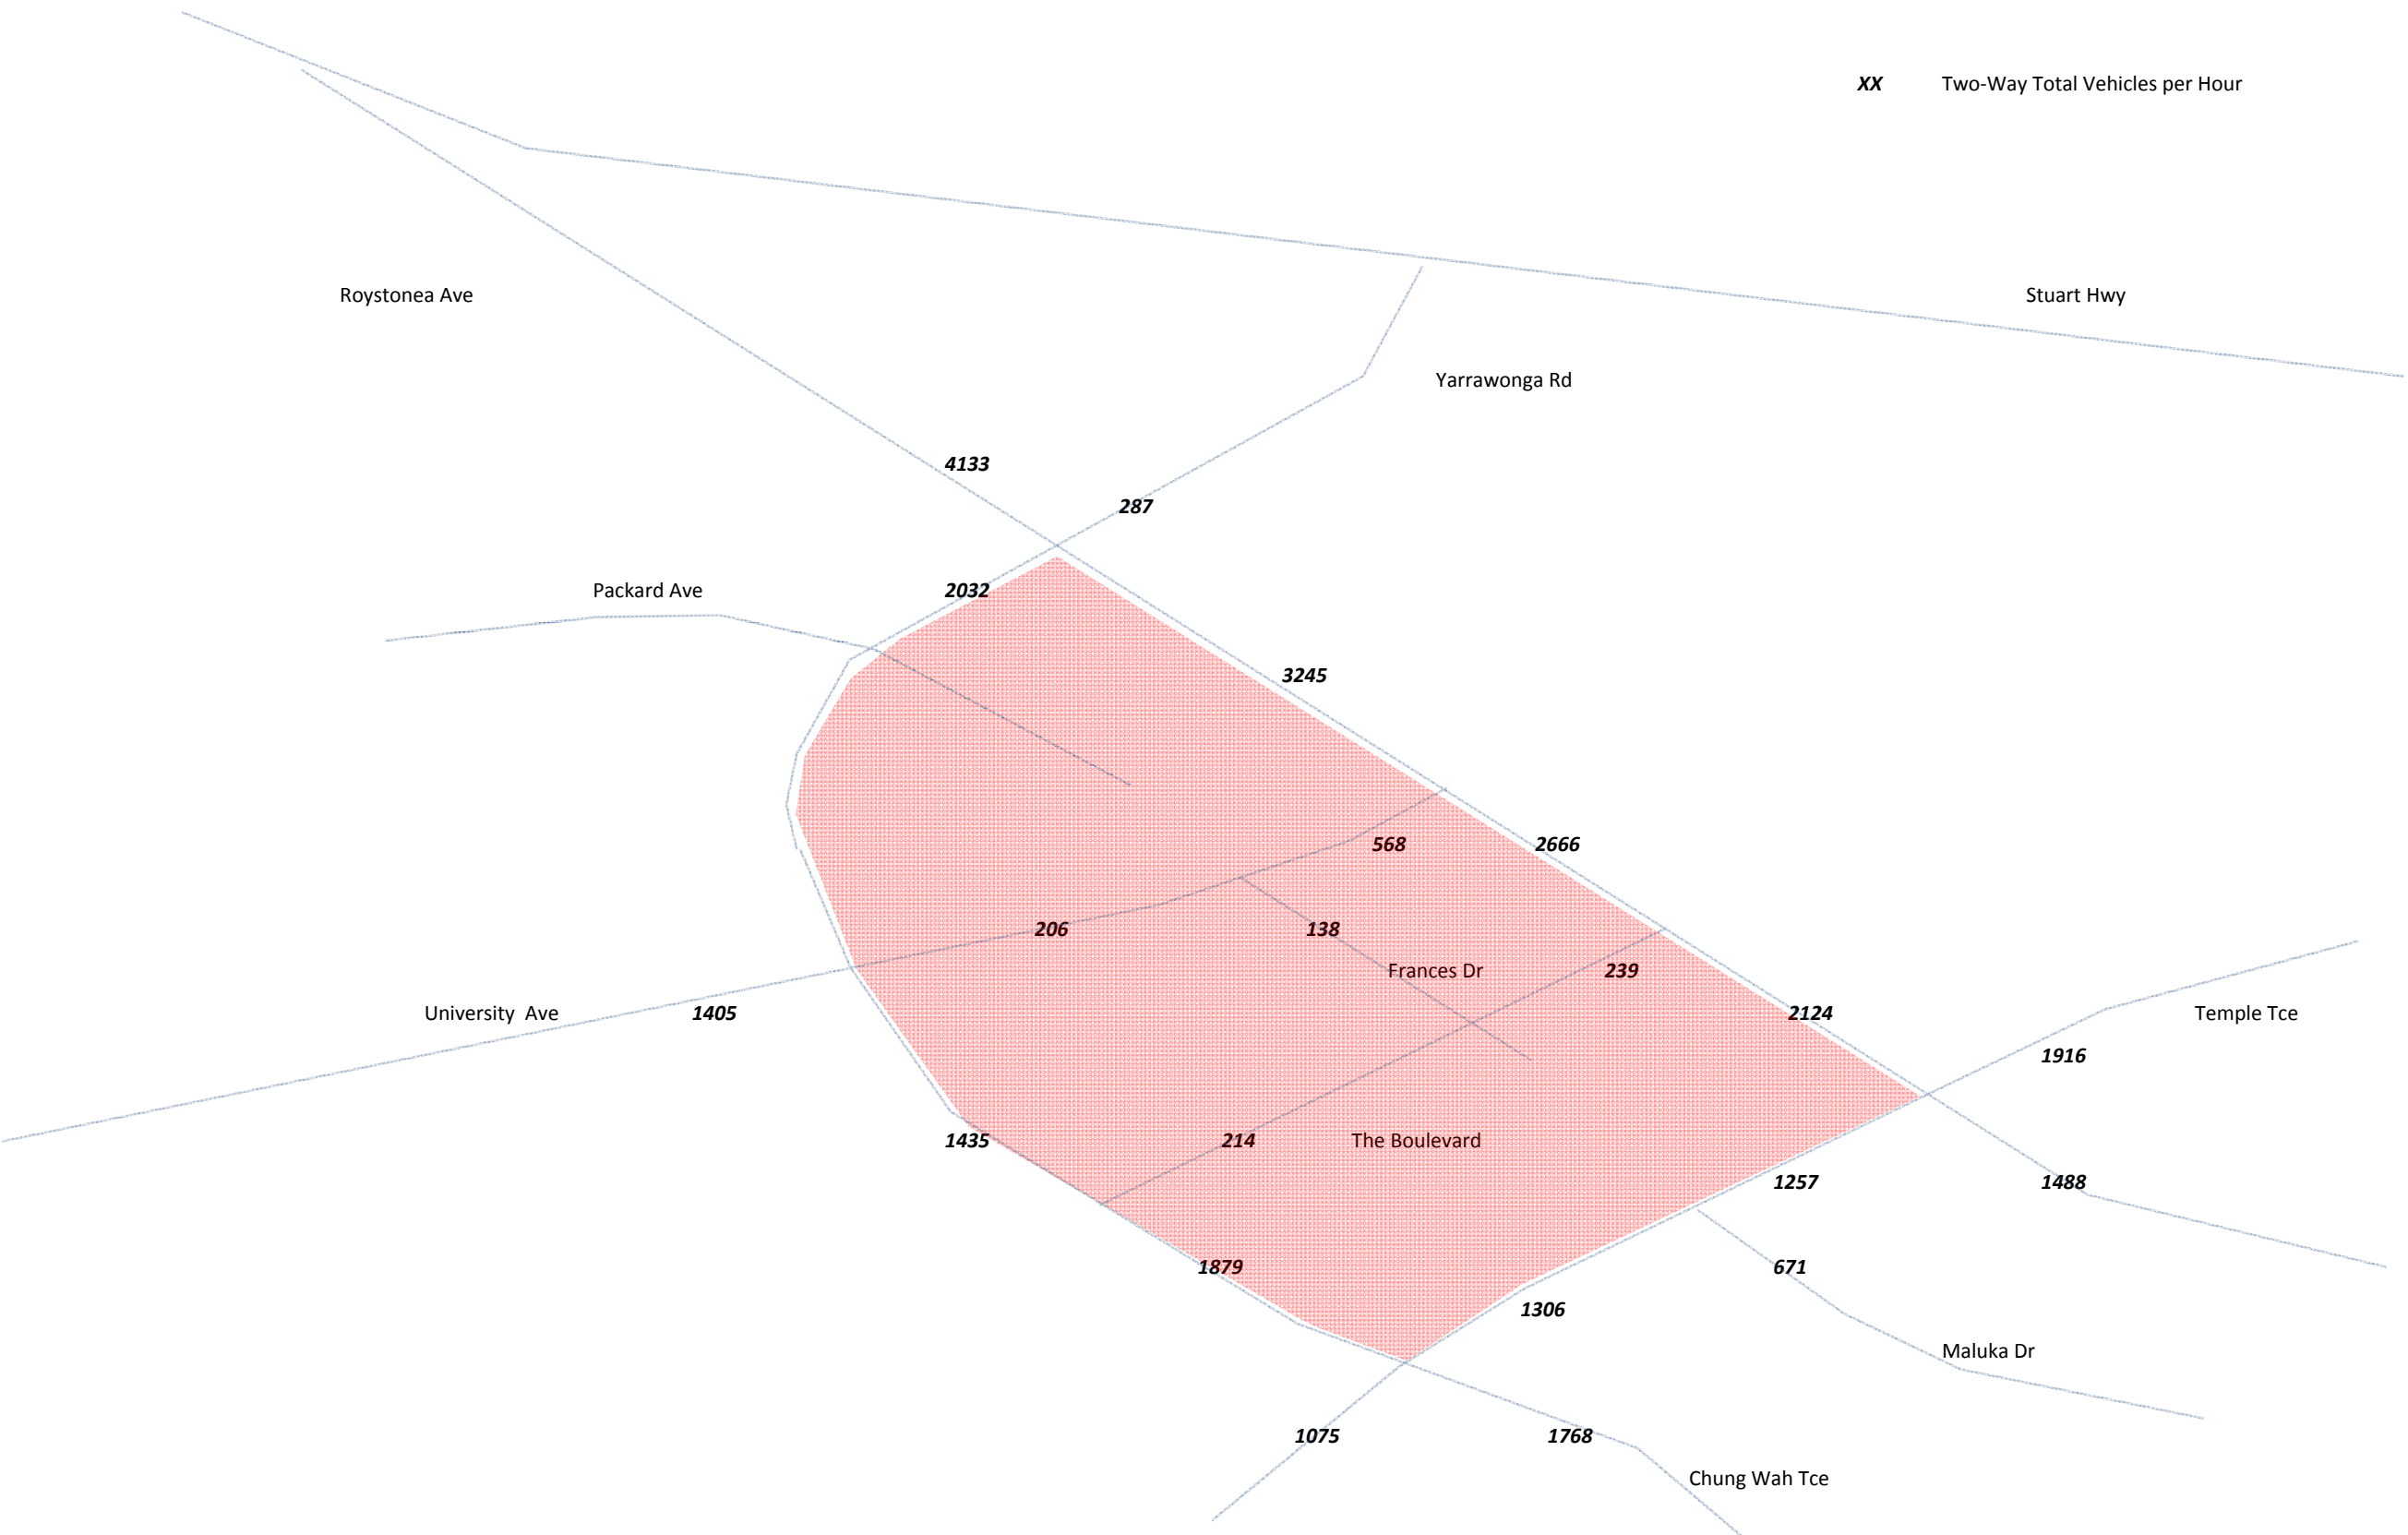 XX Two-Way Total Vehicles per Hour
Roystonea Ave
Stuart Hwy
Yarrawonga Rd
4133
287
Packard Ave
2032
3245
568
2666
206
138
Frances Dr
239
University  Ave
1405
2124
Temple Tce
1916
1435
214
The Boulevard
1257
1488
1879
671
1306
Maluka Dr
1075
1768
Chung Wah Tce